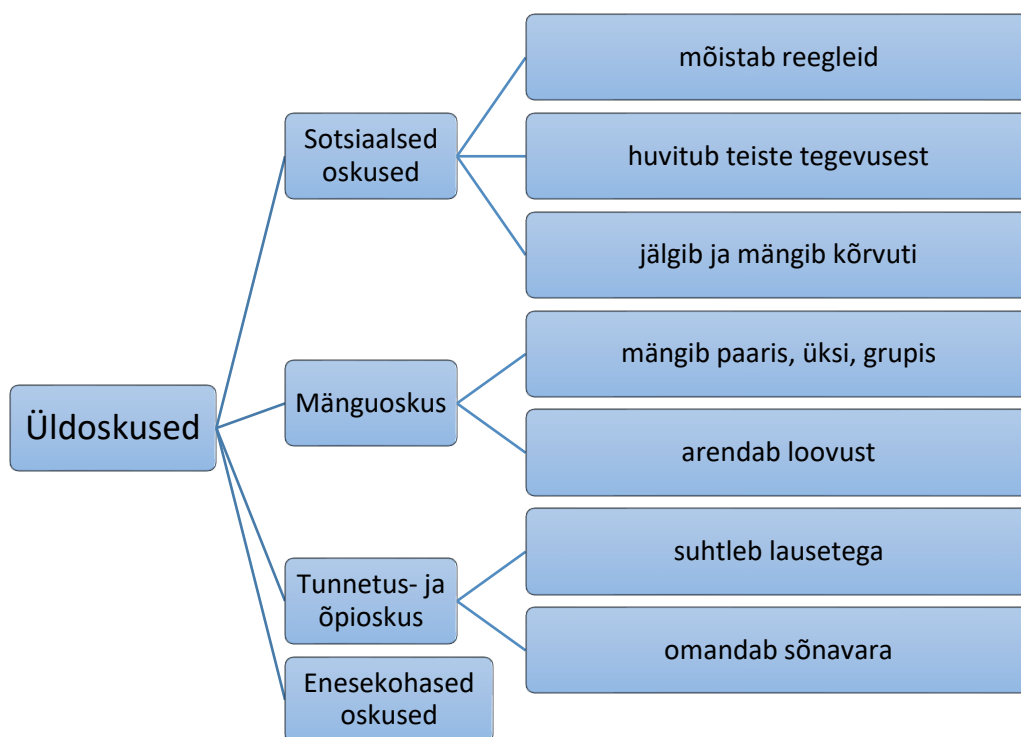 Üldoskused
Sotsiaalsed
oskused
mõistab reegleid
huvitub teiste tegevusest
jälgib ja mängib kõrvuti
Mänguoskus
mängib paaris, üksi, grupis
arendab loovust
Tunnetus- ja
õpioskus
suhtleb lausetega
omandab sõnavara
Enesekohased
oskused